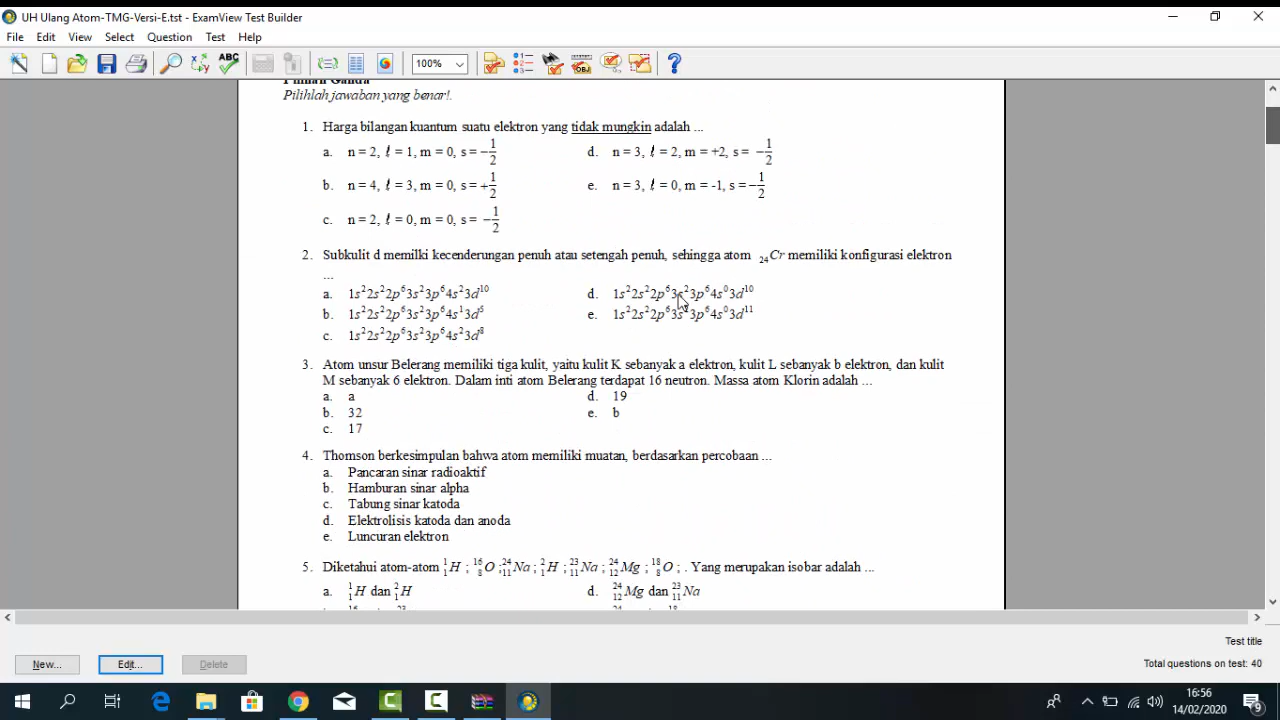 UH Ulang Atom-TMG-Versi-E.tst - ExamView Test Builder
File Edit View Select Question Test Help
ABC 100% OBJ
Pilihan Ganda
Pilihlah jawaban yang benar!.
1. Harga bilangan kuantum suatu elektron yang tidak mungkin adalah ...
a. n = 2, ℓ = 1, m = 0, s = −1/2 d. n = 3, ℓ = 2, m = +2, s = −1/2
b. n = 4, ℓ = 3, m = 0, s = +1/2 e. n = 3, ℓ = 0, m = -1, s = −1/2
c. n = 2, ℓ = 0, m = 0, s = −1/2
2. Subkulit d memilki kecenderungan penuh atau setengah penuh, sehingga atom ₂₄Cr memiliki konfigurasi elektron
...
a. 1s²2s²2p⁶3s²3p⁶4s²3d¹⁰ d. 1s²2s²2p⁶3s²3p⁶4s⁰3d¹⁰
b. 1s²2s²2p⁶3s²3p⁶4s¹3d⁵ e. 1s²2s²2p⁶3s²3p⁶4s⁰3d¹¹
c. 1s²2s²2p⁶3s²3p⁶4s²3d⁸
3. Atom unsur Belerang memiliki tiga kulit, yaitu kulit K sebanyak a elektron, kulit L sebanyak b elektron, dan kulit
M sebanyak 6 elektron. Dalam inti atom Belerang terdapat 16 neutron. Massa atom Klorin adalah ...
a. a d. 19
b. 32 e. b
c. 17
4. Thomson berkesimpulan bahwa atom memiliki muatan, berdasarkan percobaan ...
a. Pancaran sinar radioaktif
b. Hamburan sinar alpha
c. Tabung sinar katoda
d. Elektrolisis katoda dan anoda
e. Luncuran elektron
5. Diketahui atom-atom ¹₁H ; ¹⁶₈O ; ²⁴₁₁Na ; ²₁H ; ²³₁₁Na ; ²⁴₁₂Mg ; ¹⁸₈O ; . Yang merupakan isobar adalah ...
a. ¹₁H dan ²₁H d. ²⁴₁₂Mg dan ²³₁₁Na
Test title
New... Edit... Delete Total questions on test: 40
16:56
14/02/2020
9